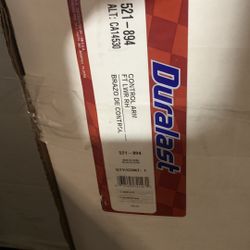 521-894
ALT: CA14530
CONTROL ARM
FT LWR RH
BRAZO DE CONTROL
Duralast
521-894